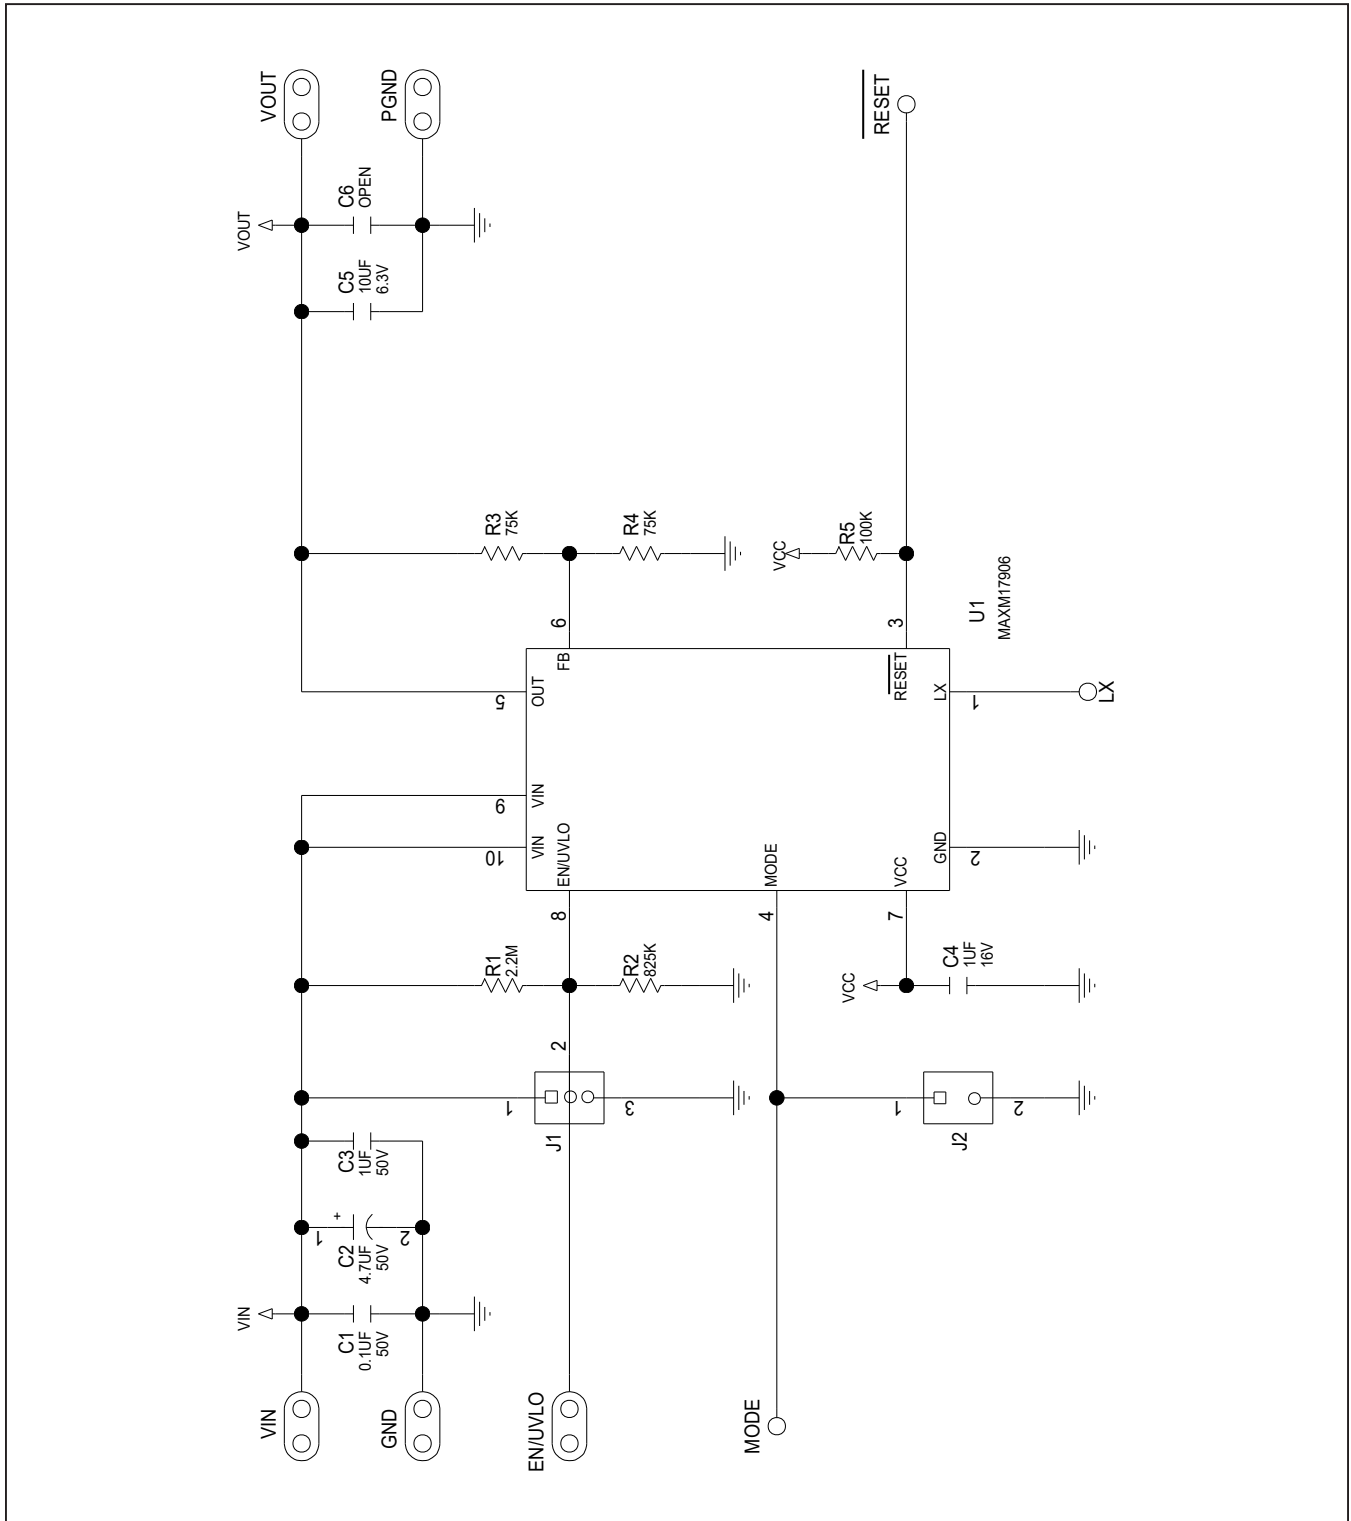 VIN
GND
EN/UVLO
MODE
VIN
C1
0.1UF
50V
1
+
2
C2
4.7UF
50V
C3
1UF
50V
1
2
3
J1
R1
2.2M
R2
825K
1
2
J2
VCC
C4
1UF
16V
10
9
5
8
4
7
2
1
3
6
VIN
VIN
OUT
EN/UVLO
MODE
VCC
GND
LX
RESET
FB
U1
MAXM17906
LX
R3
75K
R4
75K
VCC
R5
100K
C5
10UF
6.3V
C6
OPEN
VOUT
VOUT
PGND
RESET